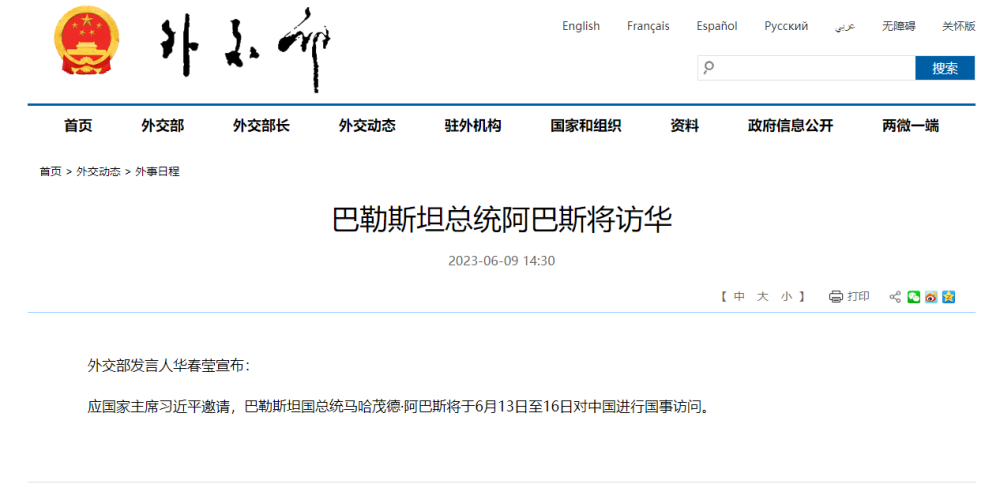 外交部
English Français Español Русский عربي 无障碍 关怀版
搜索
首页 外交部 外交部长 外交动态 驻外机构 国家和组织 资料 政府信息公开 两微一端
首页 > 外交动态 > 外事日程
巴勒斯坦总统阿巴斯将访华
2023-06-09 14:30
【 中 大 小 】 打印
外交部发言人华春莹宣布：
应国家主席习近平邀请，巴勒斯坦国总统马哈茂德·阿巴斯将于6月13日至16日对中国进行国事访问。